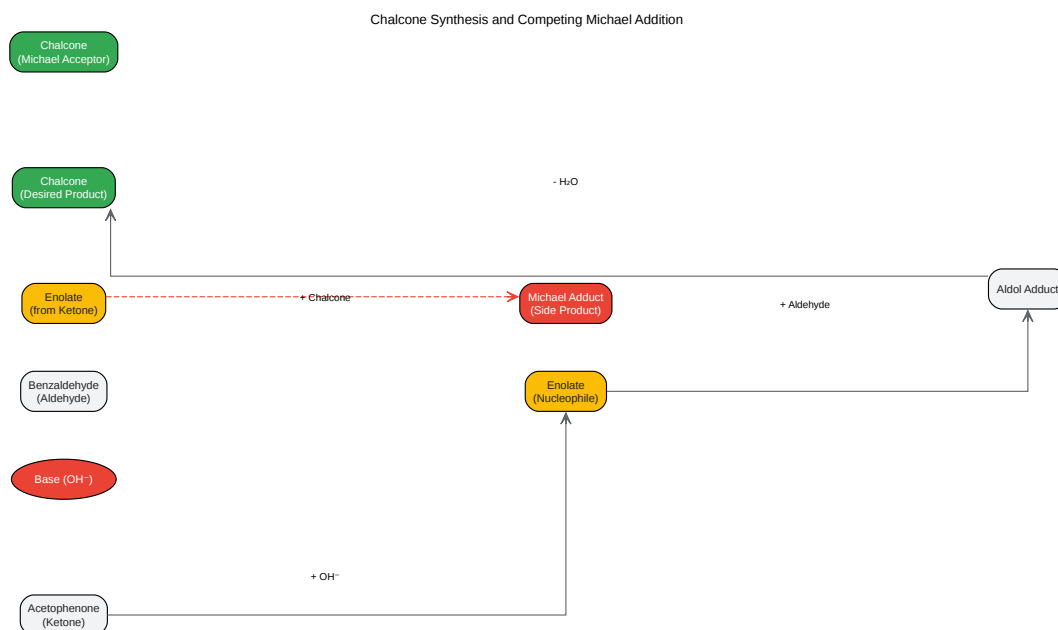 Chalcone Synthesis and Competing Michael Addition
Chalcone
(Michael Acceptor)
Chalcone
(Desired Product)
- H₂O
Enolate
(from Ketone)
+ Chalcone
Michael Adduct
(Side Product)
+ Aldehyde
Aldol Adduct
Benzaldehyde
(Aldehyde)
Enolate
(Nucleophile)
Base (OH⁻)
+ OH⁻
Acetophenone
(Ketone)